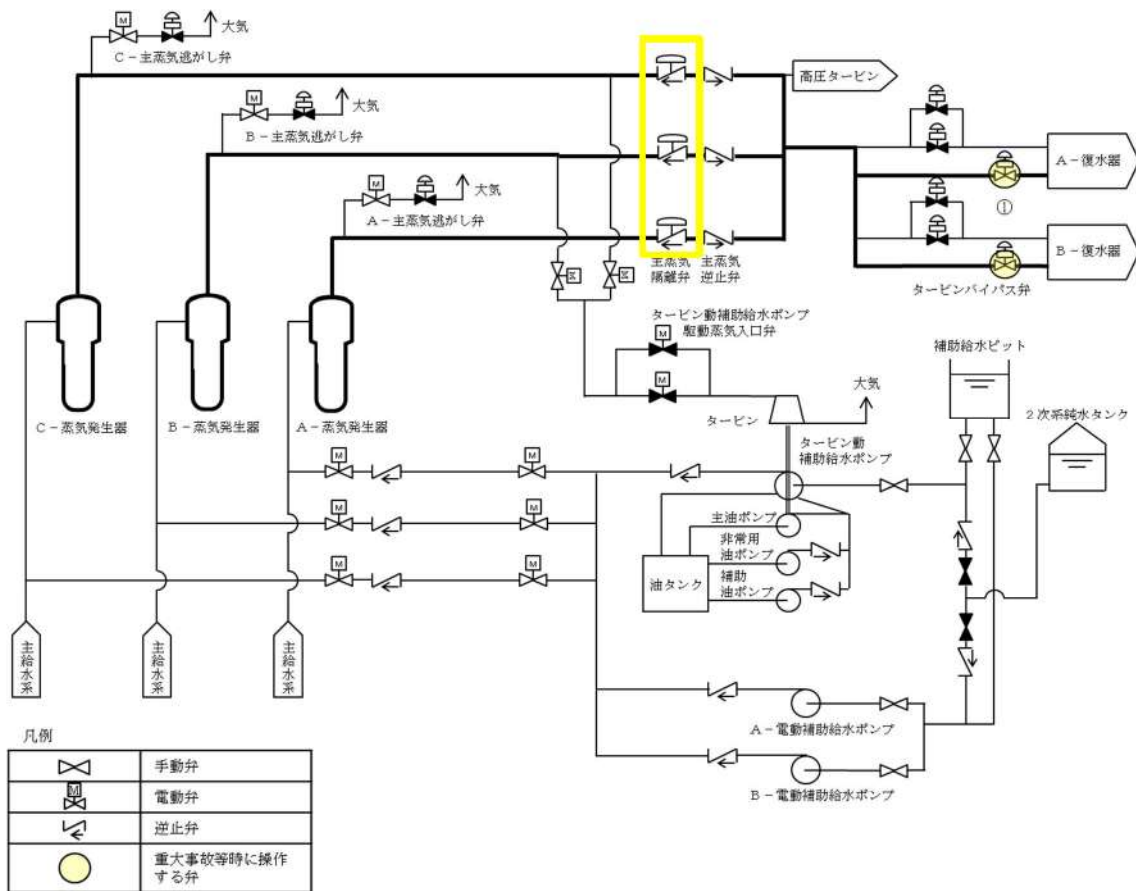 M
大気
C－主蒸気逃がし弁
M
大気
B－主蒸気逃がし弁
M
大気
A－主蒸気逃がし弁
高圧タービン
A－復水器
①
B－復水器
タービンバイパス弁
主蒸気
隔離弁
主蒸気
逆止弁
M
M
タービン動補助給水ポンプ
駆動蒸気入口弁
M
M
タービン
大気
補助給水ピット
2次系純水タンク
C－蒸気発生器
B－蒸気発生器
A－蒸気発生器
タービン動
補助給水ポンプ
M
M
M
M
M
M
主油ポンプ
非常用
油ポンプ
補助
油ポンプ
油タンク
主給水系
主給水系
主給水系
A－電動補助給水ポンプ
B－電動補助給水ポンプ
凡例
手動弁
M
電動弁
逆止弁
重大事故等時に操作
する弁